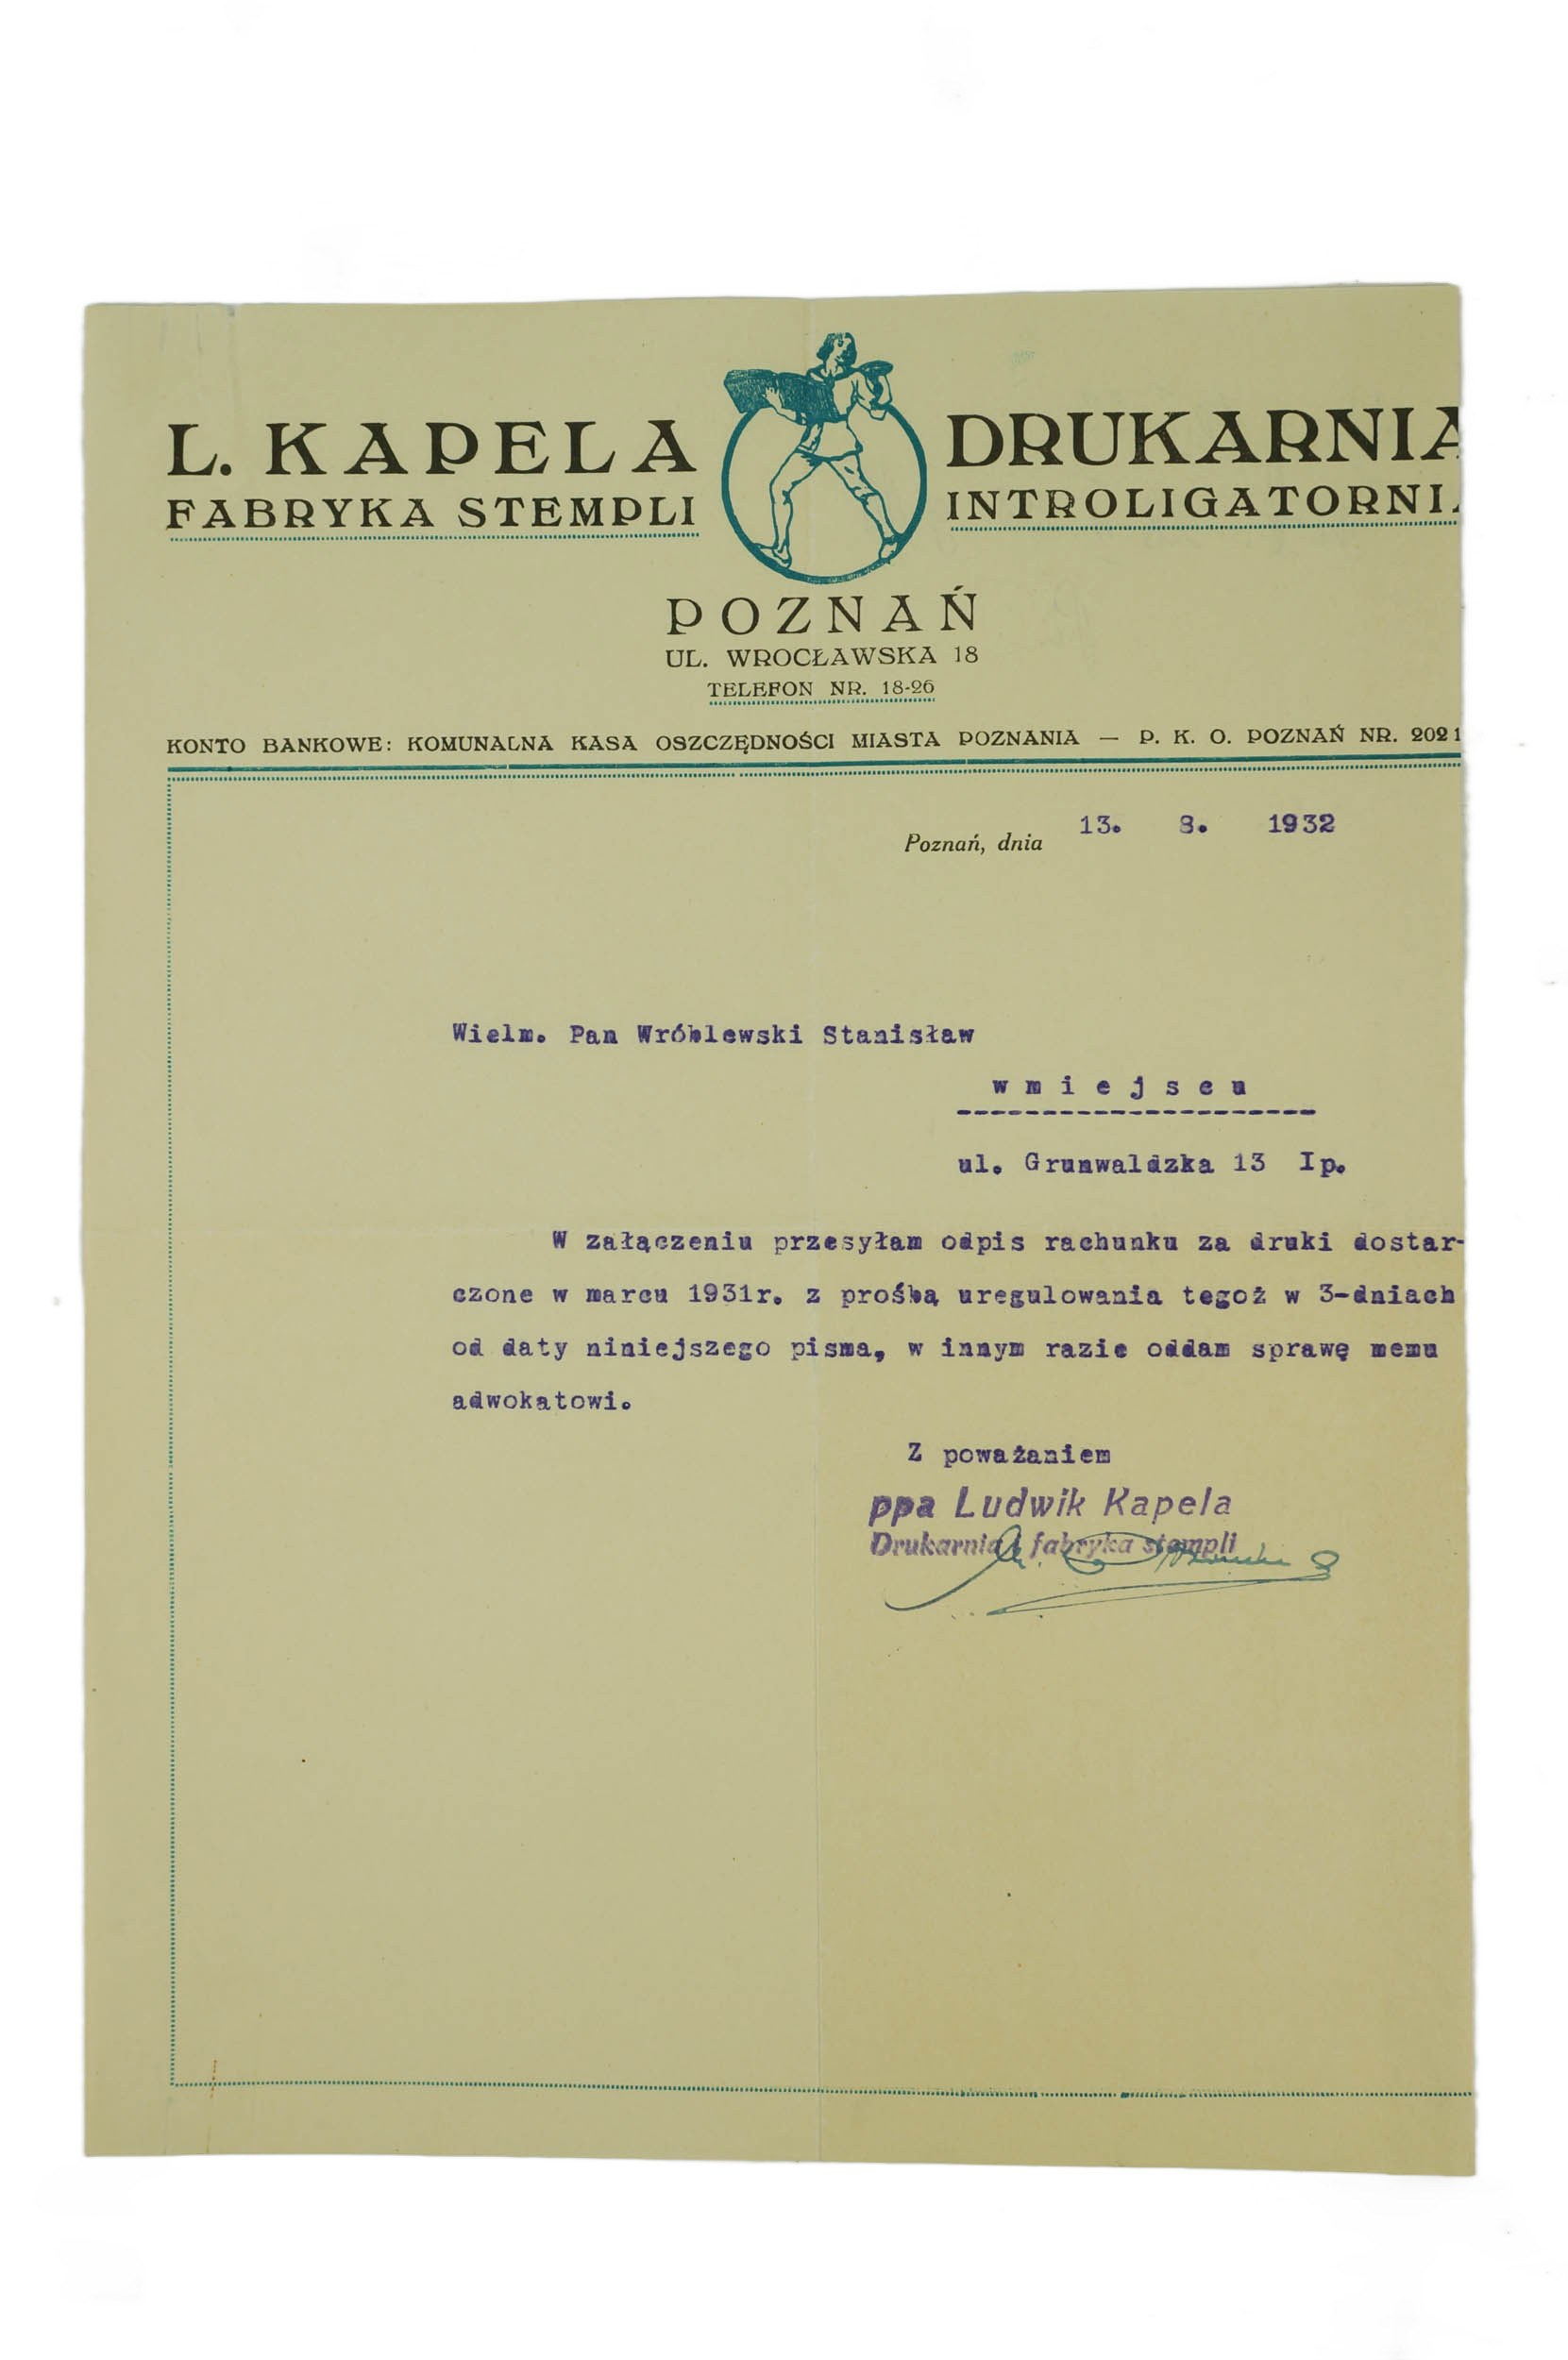 L. KAPELA
FABRYKA STEMPLI
DRUKARNIA
INTROLIGATORNI
POZNAŃ
UL. WROCŁAWSKA 18
TELEFON NR. 18-26
KONTO BANKOWE: KOMUNALNA KASA OSZCZĘDNOŚCI MIASTA POZNANIA — P. K. O. POZNAŃ NR. 2021
Poznań, dnia 13. 8. 1932
Wielm. Pan Wróblewski Stanisław
w m i e j s c u
--------------------
ul. Grunwaldzka 13 Ip.
W załączeniu przesyłam odpis rachunku za druki dostar-
czone w marcu 1931r. z prośbą uregulowania tegoż w 3-dniach
od daty niniejszego pisma, w innym razie oddam sprawę memu
adwokatowi.
Z poważaniem
ppa Ludwik Kapela
Drukarnia i fabryka stempli